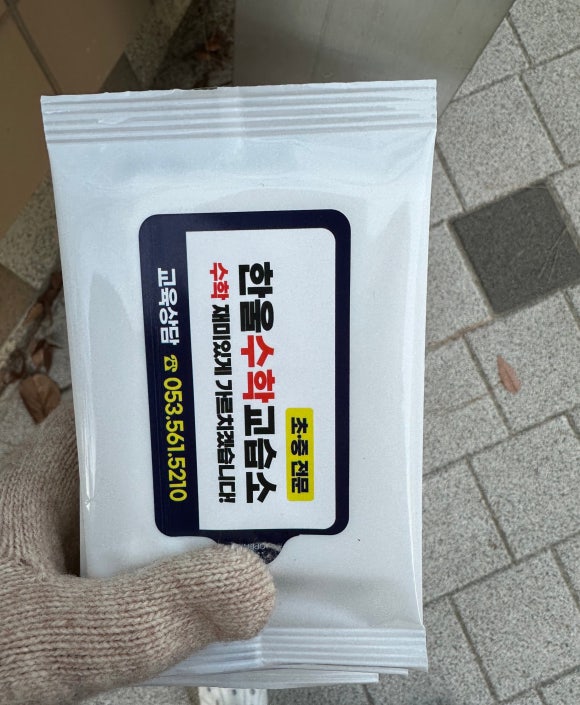 초·중 전문
한울수학교습소
수학 재미있게 가르치겠습니다!
교육상담 ☎ 053.561.5210